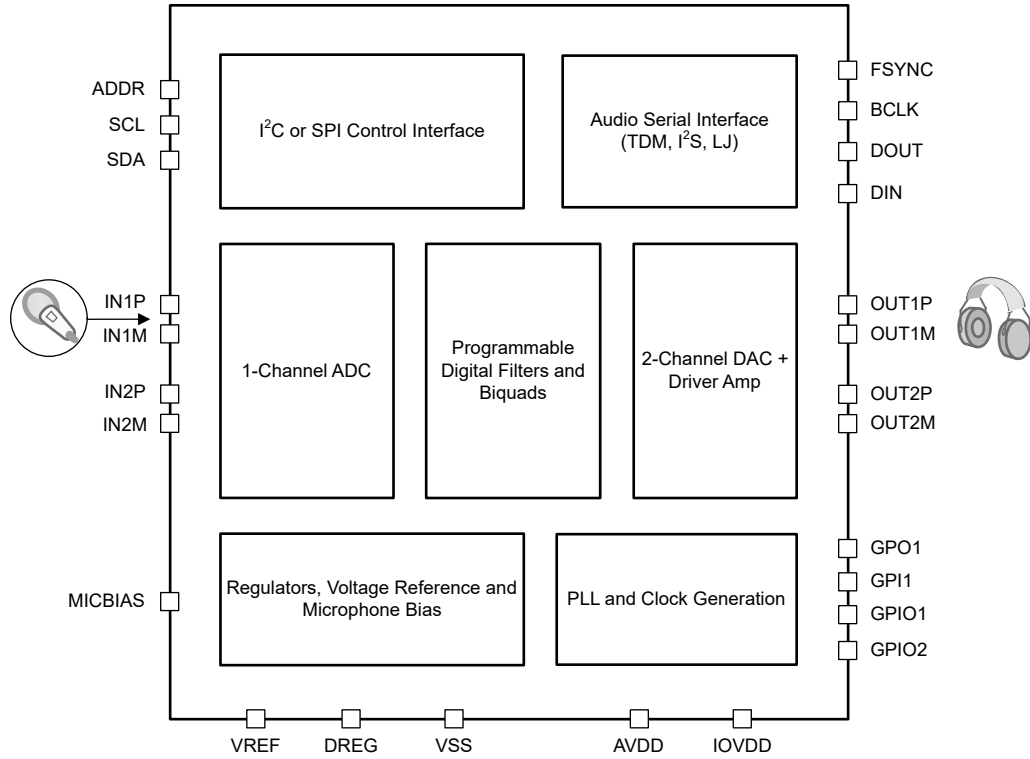 ADDR
SCL
SDA
I²C or SPI Control Interface
Audio Serial Interface
(TDM, I²S, LJ)
FSYNC
BCLK
DOUT
DIN
IN1P
IN1M
IN2P
IN2M
1-Channel ADC
Programmable
Digital Filters and
Biquads
2-Channel DAC +
Driver Amp
OUT1P
OUT1M
OUT2P
OUT2M
MICBIAS
Regulators, Voltage Reference and
Microphone Bias
PLL and Clock Generation
GPO1
GPI1
GPIO1
GPIO2
VREF
DREG
VSS
AVDD
IOVDD